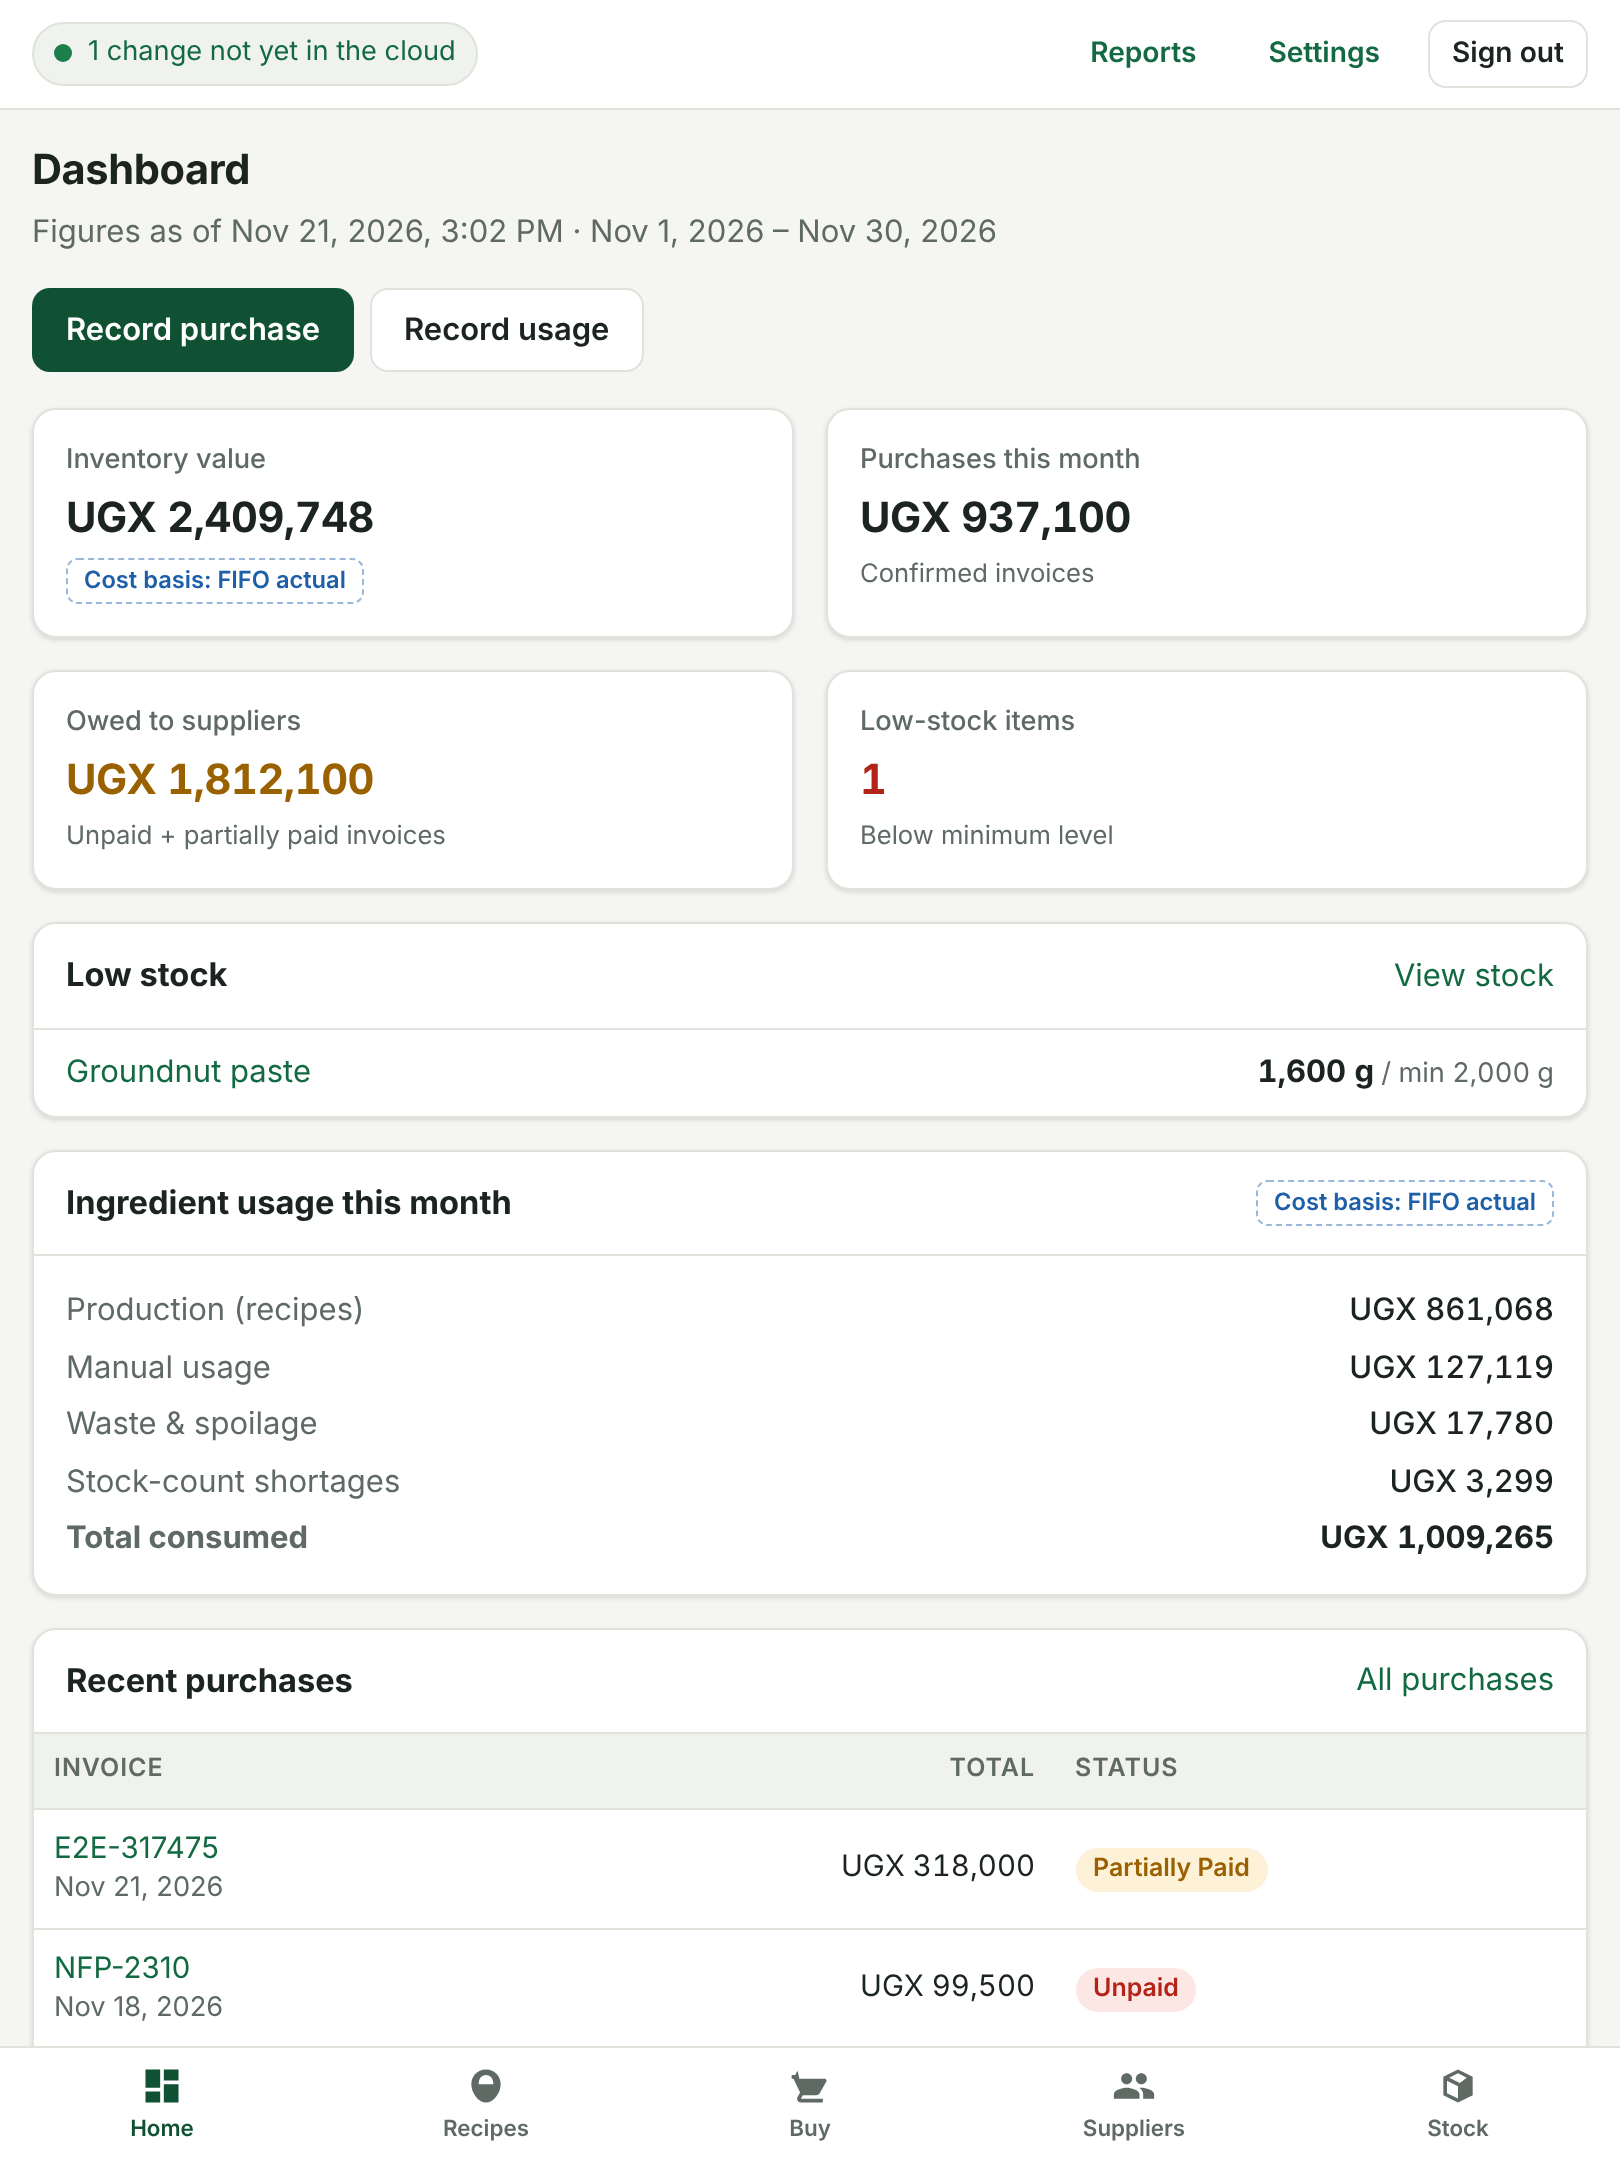 1 change not yet in the cloud
Reports
Settings
Sign out
Dashboard
Figures as of Nov 21, 2026, 3:02 PM · Nov 1, 2026 – Nov 30, 2026
Record purchase
Record usage
Inventory value
UGX 2,409,748
Cost basis: FIFO actual
Purchases this month
UGX 937,100
Confirmed invoices
Owed to suppliers
UGX 1,812,100
Unpaid + partially paid invoices
Low-stock items
1
Below minimum level
Low stock
View stock
Groundnut paste
1,600 g / min 2,000 g
Ingredient usage this month
Cost basis: FIFO actual
Production (recipes)
UGX 861,068
Manual usage
UGX 127,119
Waste & spoilage
UGX 17,780
Stock-count shortages
UGX 3,299
Total consumed
UGX 1,009,265
Recent purchases
All purchases
INVOICE
TOTAL
STATUS
E2E-317475
Nov 21, 2026
UGX 318,000
Partially Paid
NFP-2310
Nov 18, 2026
UGX 99,500
Unpaid
Home
Recipes
Buy
Suppliers
Stock